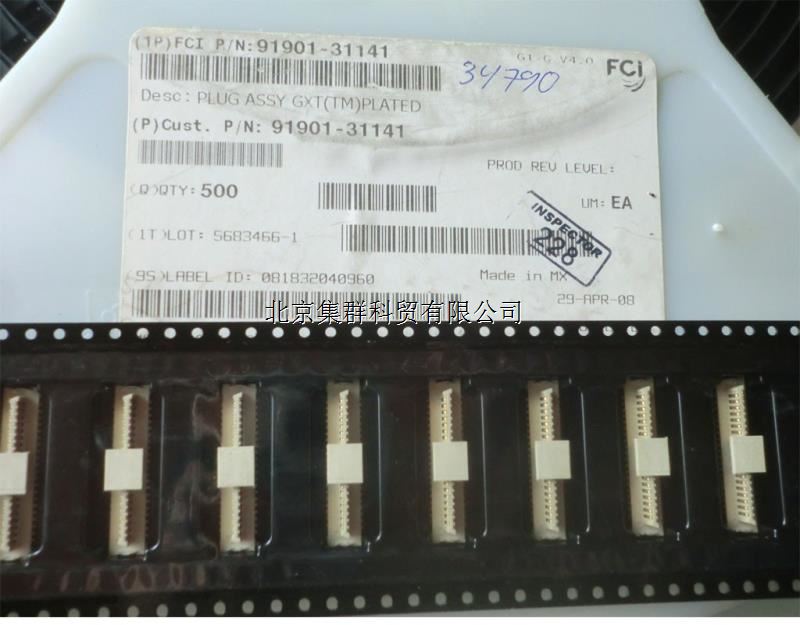 (1P)FCI P/N: 91901-31141
GI-G V4.0
FCi
34790
Desc: PLUG ASSY GXT(TM)PLATED
(P)Cust. P/N: 91901-31141
PROD REV LEVEL:
(Q)QTY: 500
UM: EA
INSPECTOR
228
(1T)LOT: 5683466-1
(9S)LABEL ID: 081832040960
Made in MX
29-APR-08
北京集群科贸有限公司